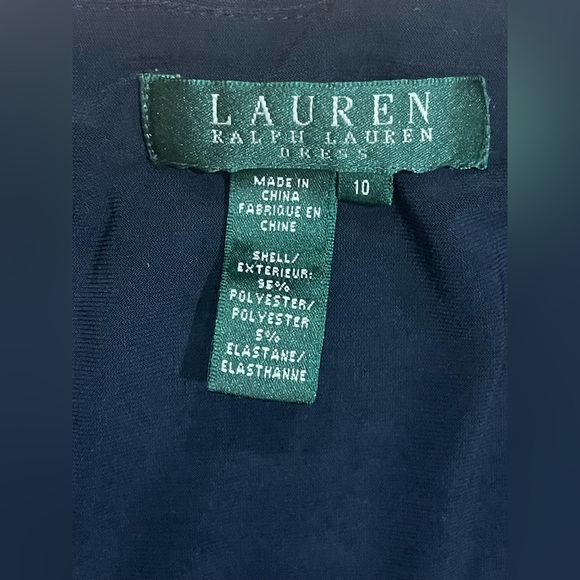 LAUREN
RALPH LAUREN
DRESS
10
MADE IN
CHINA
FABRIQUE EN
CHINE
SHELL/
EXTERIEUR:
95%
POLYESTER/
POLYESTER
5%
ELASTANE/
ELASTHANNE